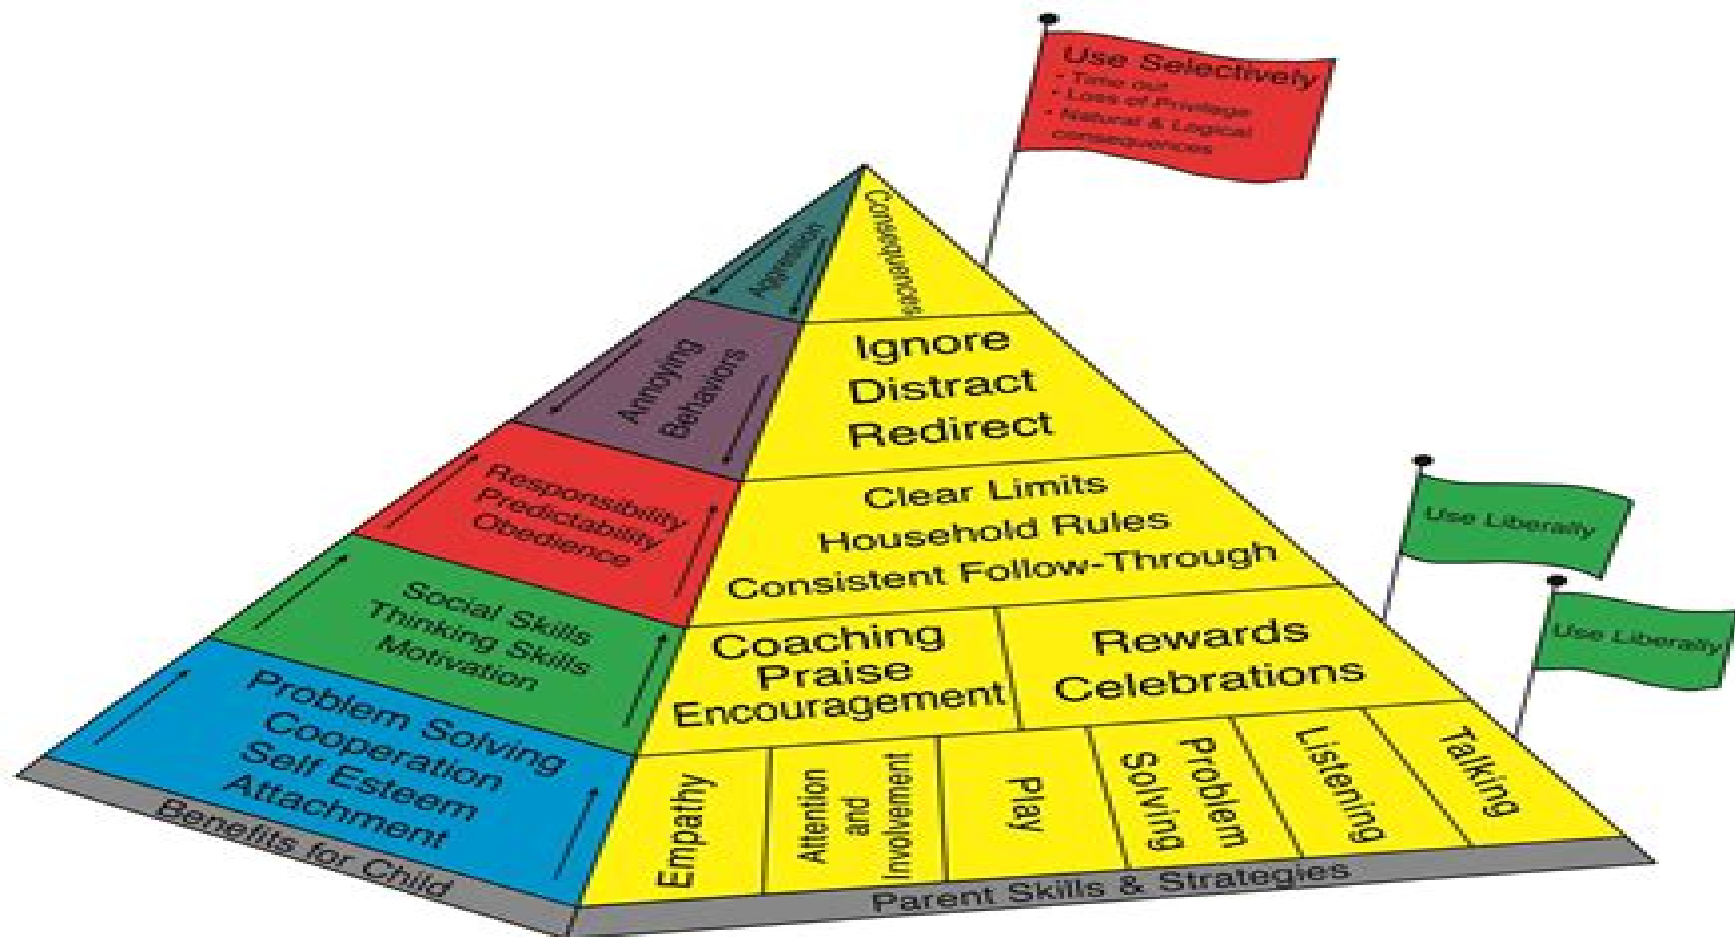 Use Selectively
• Time out
• Loss of Privilege
• Natural & Logical
consequences
Aggression
Consequences
Annoying
Behaviors
Ignore
Distract
Redirect
Responsibility
Predictability
Obedience
Clear Limits
Household Rules
Consistent Follow-Through
Use Liberally
Social Skills
Thinking Skills
Motivation
Coaching
Praise
Encouragement
Rewards
Celebrations
Use Liberally
Problem Solving
Cooperation
Self Esteem
Attachment
Empathy
Attention
and
Involvement
Play
Problem
Solving
Listening
Talking
Benefits for Child
Parent Skills & Strategies